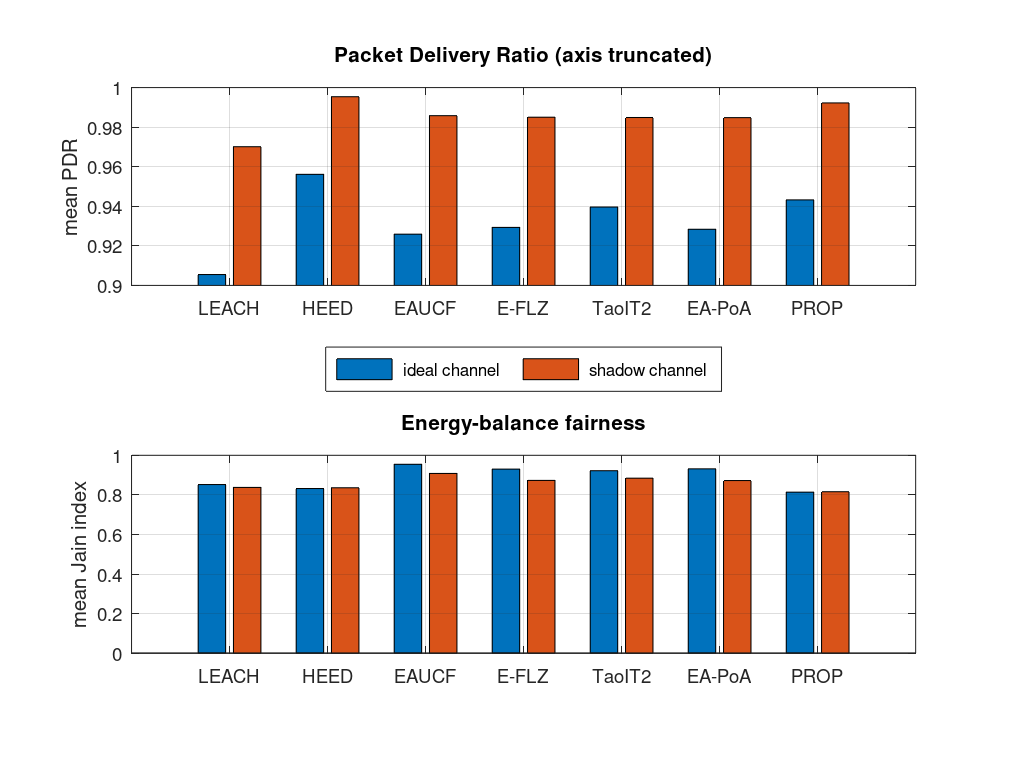 Packet Delivery Ratio (axis truncated)
mean PDR
1
0.98
0.96
0.94
0.92
0.9
LEACH HEED EAUCF E-FLZ TaoIT2 EA-PoA PROP
ideal channel shadow channel
Energy-balance fairness
mean Jain index
1
0.8
0.6
0.4
0.2
0
LEACH HEED EAUCF E-FLZ TaoIT2 EA-PoA PROP